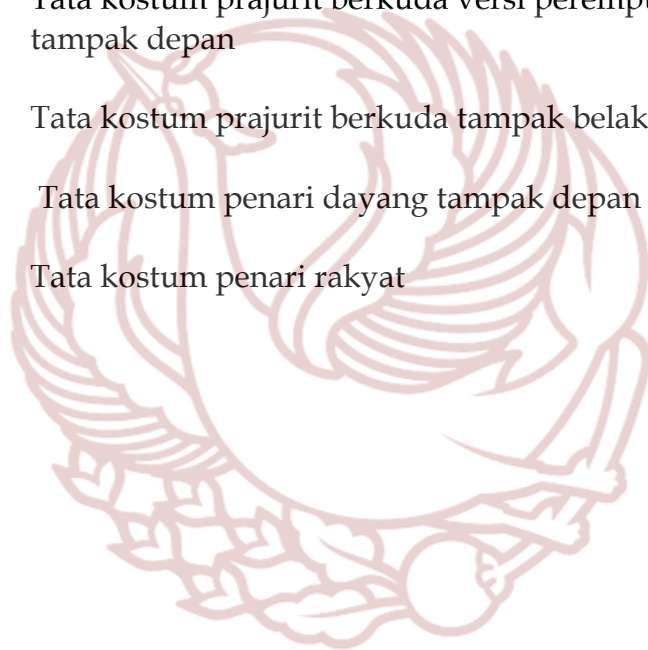 Tata kostum prajurit berkuda versi
tampak depan
Tata kostum prajurit berkuda tampak
Tata kostum penari dayang tampak depan
Tata kostum penari rakyat